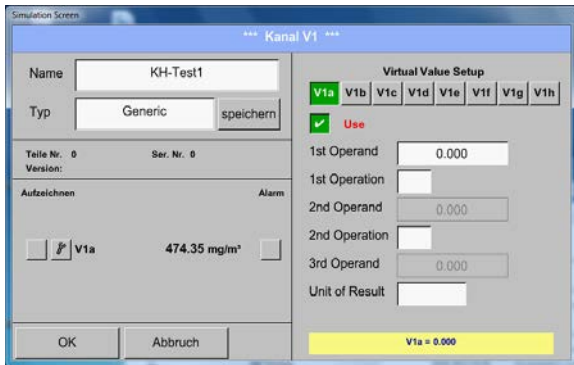 Simulation Screen
*** Kanal V1 ***
Name KH-Test1
Typ Generic speichern
Teile Nr. 0 Ser. Nr. 0
Version:
Aufzeichnen Alarm
V1a 474.35 mg/m³
OK Abbruch
Virtual Value Setup
V1a V1b V1c V1d V1e V1f V1g V1h
Use
1st Operand 0.000
1st Operation
2nd Operand 0.000
2nd Operation
3rd Operand 0.000
Unit of Result
V1a = 0.000